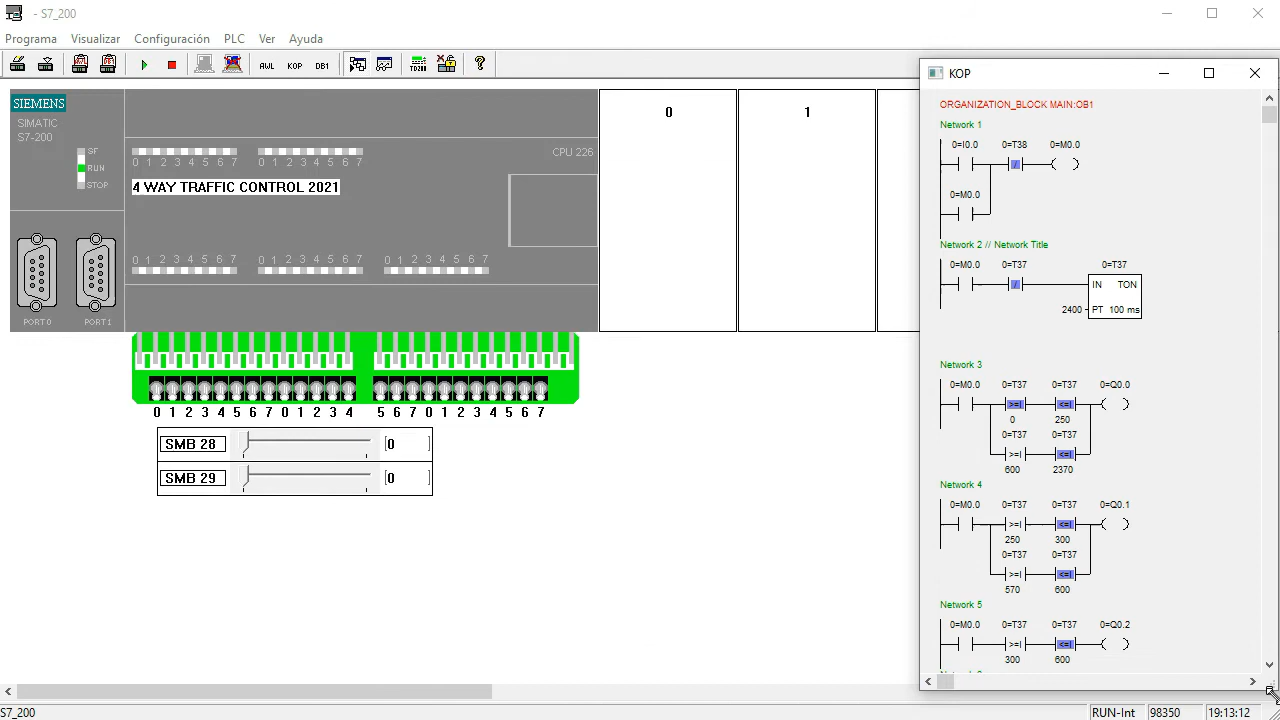 - S7_200
Programa Visualizar Configuración PLC Ver Ayuda
AWL KOP DB1 TD200 ?
SIEMENS
SIMATIC
S7-200
SF
RUN
STOP
0 1 2 3 4 5 6 7 0 1 2 3 4 5 6 7
CPU 226
4 WAY TRAFFIC CONTROL 2021
0 1 2 3 4 5 6 7 0 1 2 3 4 5 6 7 0 1 2 3 4 5 6 7
PORT0 PORT1
0 1
0 1 2 3 4 5 6 7 0 1 2 3 4 5 6 7 0 1 2 3 4 5 6 7
SMB 28 [0 ]
SMB 29 [0 ]
KOP
ORGANIZATION_BLOCK MAIN:OB1
Network 1
0=I0.0 0=T38 0=M0.0
/
0=M0.0
Network 2 // Network Title
0=M0.0 0=T37 0=T37
/ IN TON
2400 PT 100 ms
Network 3
0=M0.0 0=T37 0=T37 0=Q0.0
>=I <=I
0 250
0=T37 0=T37
>=I <=I
600 2370
Network 4
0=M0.0 0=T37 0=T37 0=Q0.1
>=I <=I
250 300
0=T37 0=T37
>=I <=I
570 600
Network 5
0=M0.0 0=T37 0=T37 0=Q0.2
>=I <=I
300 600
S7_200 RUN-Int 98350 19:13:12